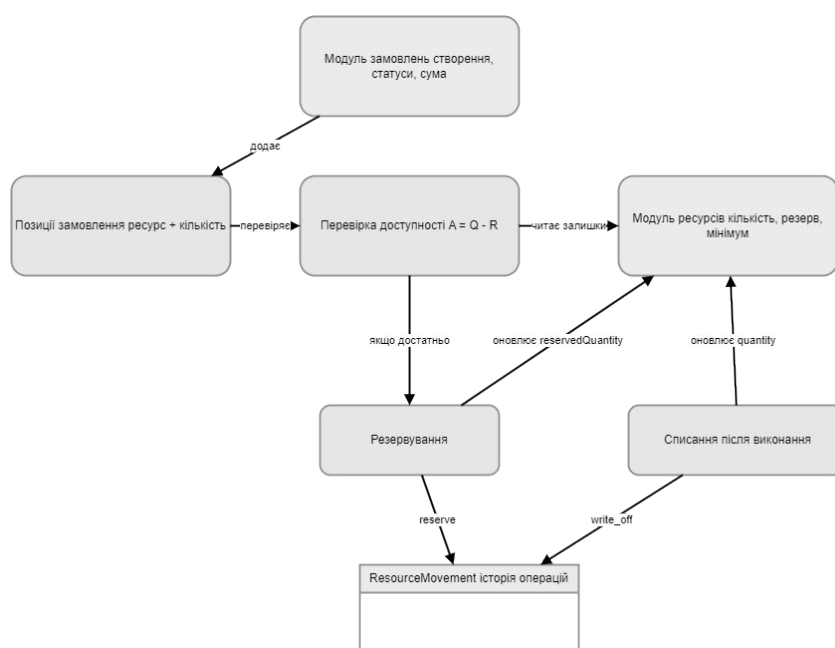 Модуль замовлень створення,
статуси, сума
додає
Позиції замовлення ресурс + кількість
перевіряє
Перевірка доступності A = Q - R
читає залишки
Модуль ресурсів кількість, резерв,
мінімум
якщо достатньо
оновлює reservedQuantity
оновлює quantity
Резервування
Списання після виконання
reserve
write_off
ResourceMovement історія операцій